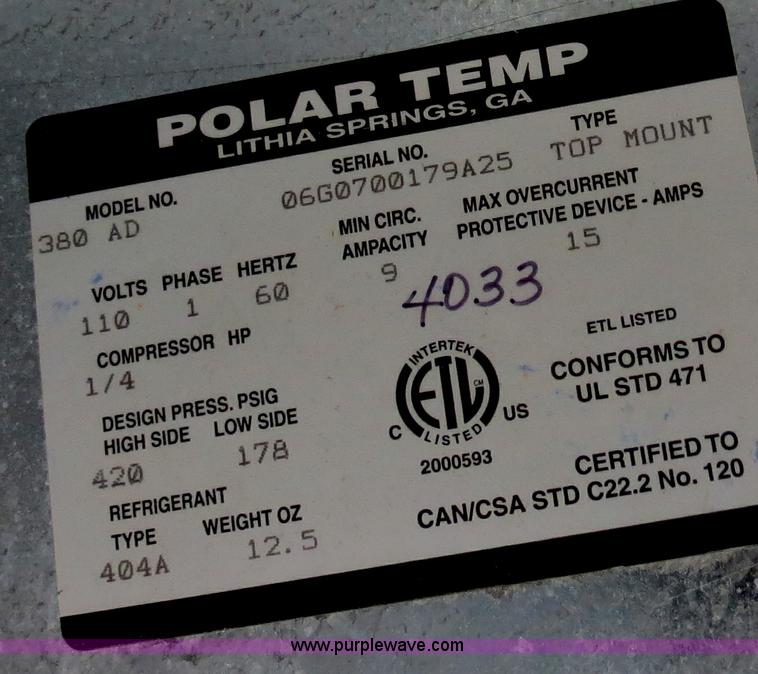 POLAR TEMP
LITHIA SPRINGS, GA
MODEL NO. SERIAL NO. TYPE
380 AD 06G0700179A25 TOP MOUNT
VOLTS PHASE HERTZ MIN CIRC. AMPACITY MAX OVERCURRENT PROTECTIVE DEVICE - AMPS
110 1 60 9 15
4033
COMPRESSOR HP
1/4
DESIGN PRESS. PSIG
HIGH SIDE LOW SIDE
420 178
REFRIGERANT
TYPE WEIGHT OZ
404A 12.5
INTERTEK
ETL CM
LISTED
C US
2000593
ETL LISTED
CONFORMS TO
UL STD 471
CERTIFIED TO
CAN/CSA STD C22.2 No. 120
www.purplewave.com